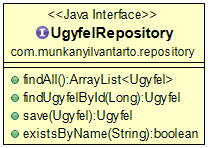 <<Java Interface>>
UgyfelRepository
com.munkanyilvantarto.repository
findAll():ArrayList<Ugyfel>
findUgyfelById(Long):Ugyfel
save(Ugyfel):Ugyfel
existsByName(String):boolean